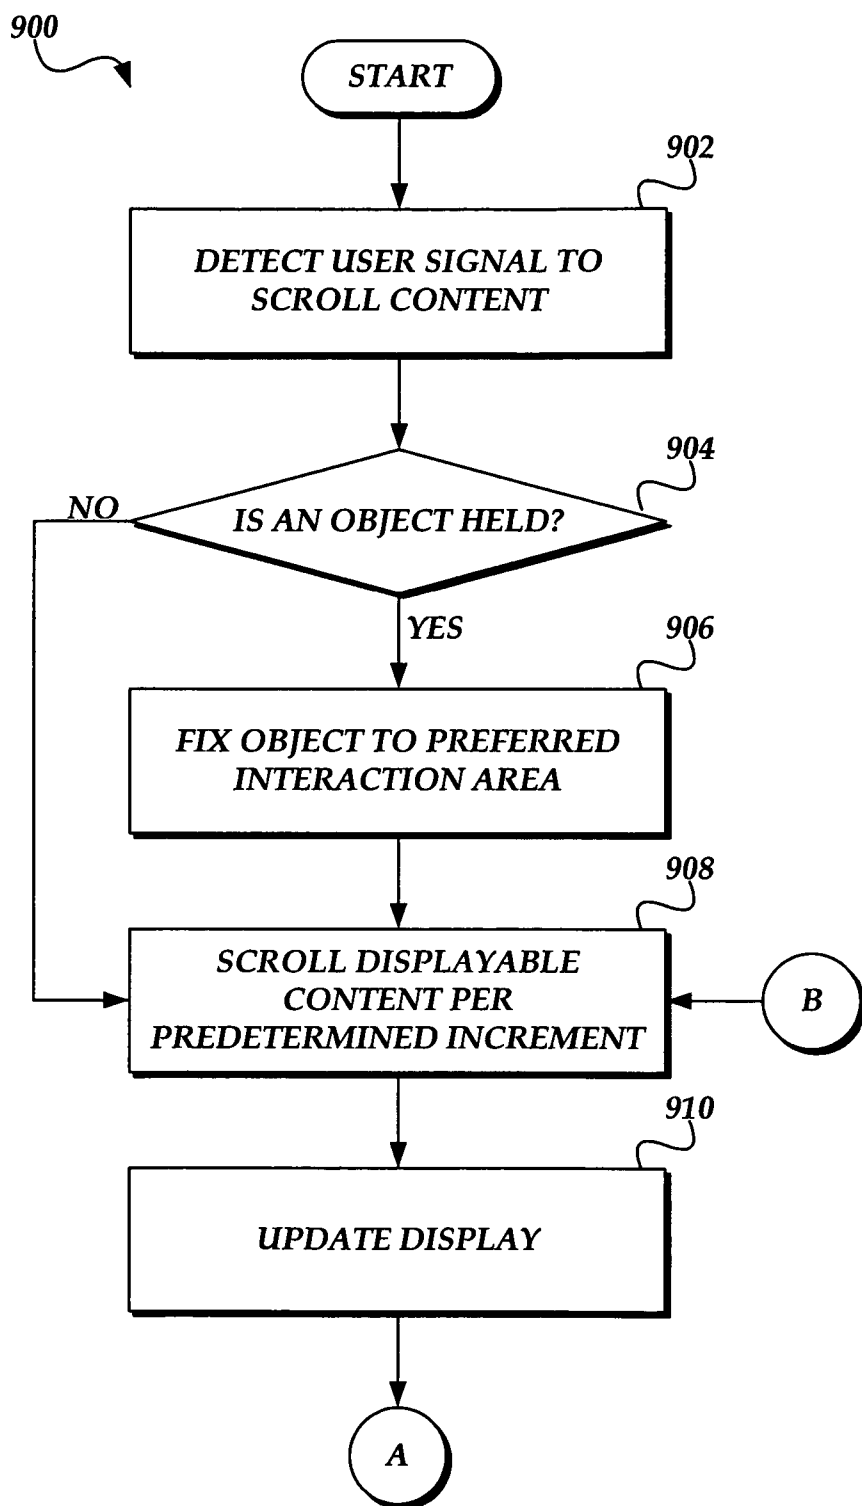 900
START
902
DETECT USER SIGNAL TO
SCROLL CONTENT
904
NO
IS AN OBJECT HELD?
YES
906
FIX OBJECT TO PREFERRED
INTERACTION AREA
908
SCROLL DISPLAYABLE
CONTENT PER
PREDETERMINED INCREMENT
B
910
UPDATE DISPLAY
A